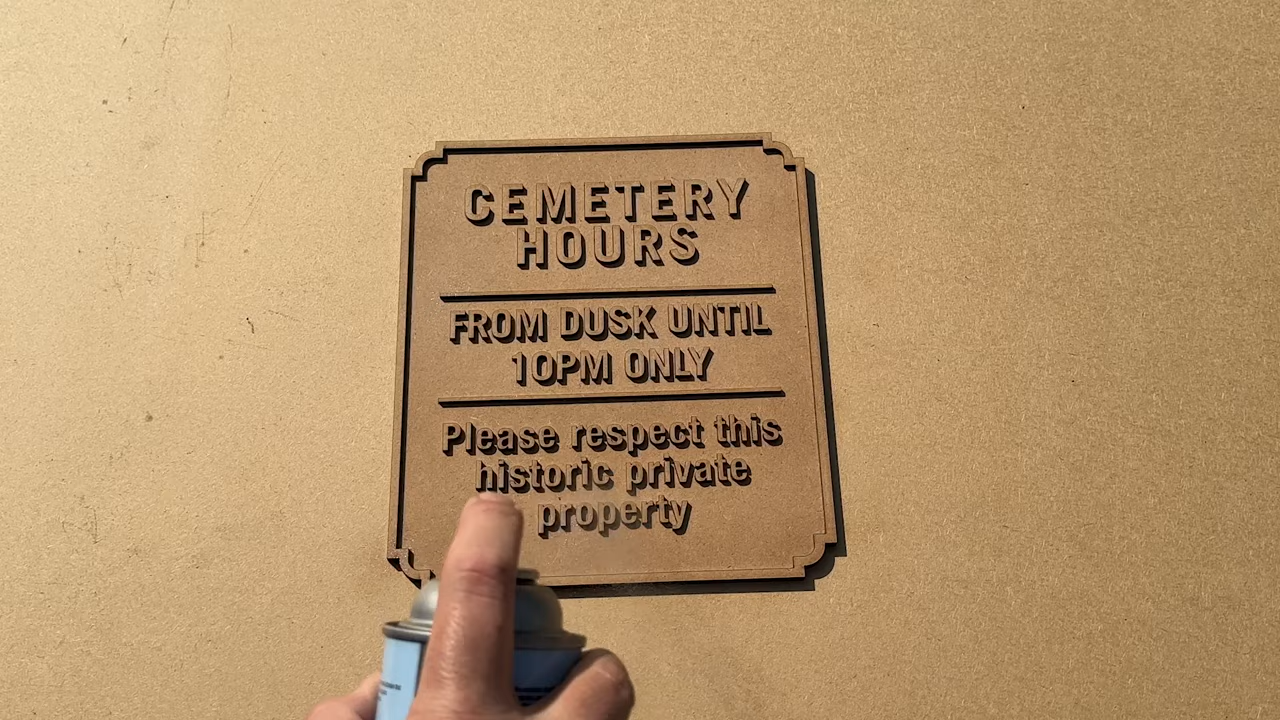 CEMETERY
HOURS
FROM DUSK UNTIL
10PM ONLY
Please respect this
historic private
property